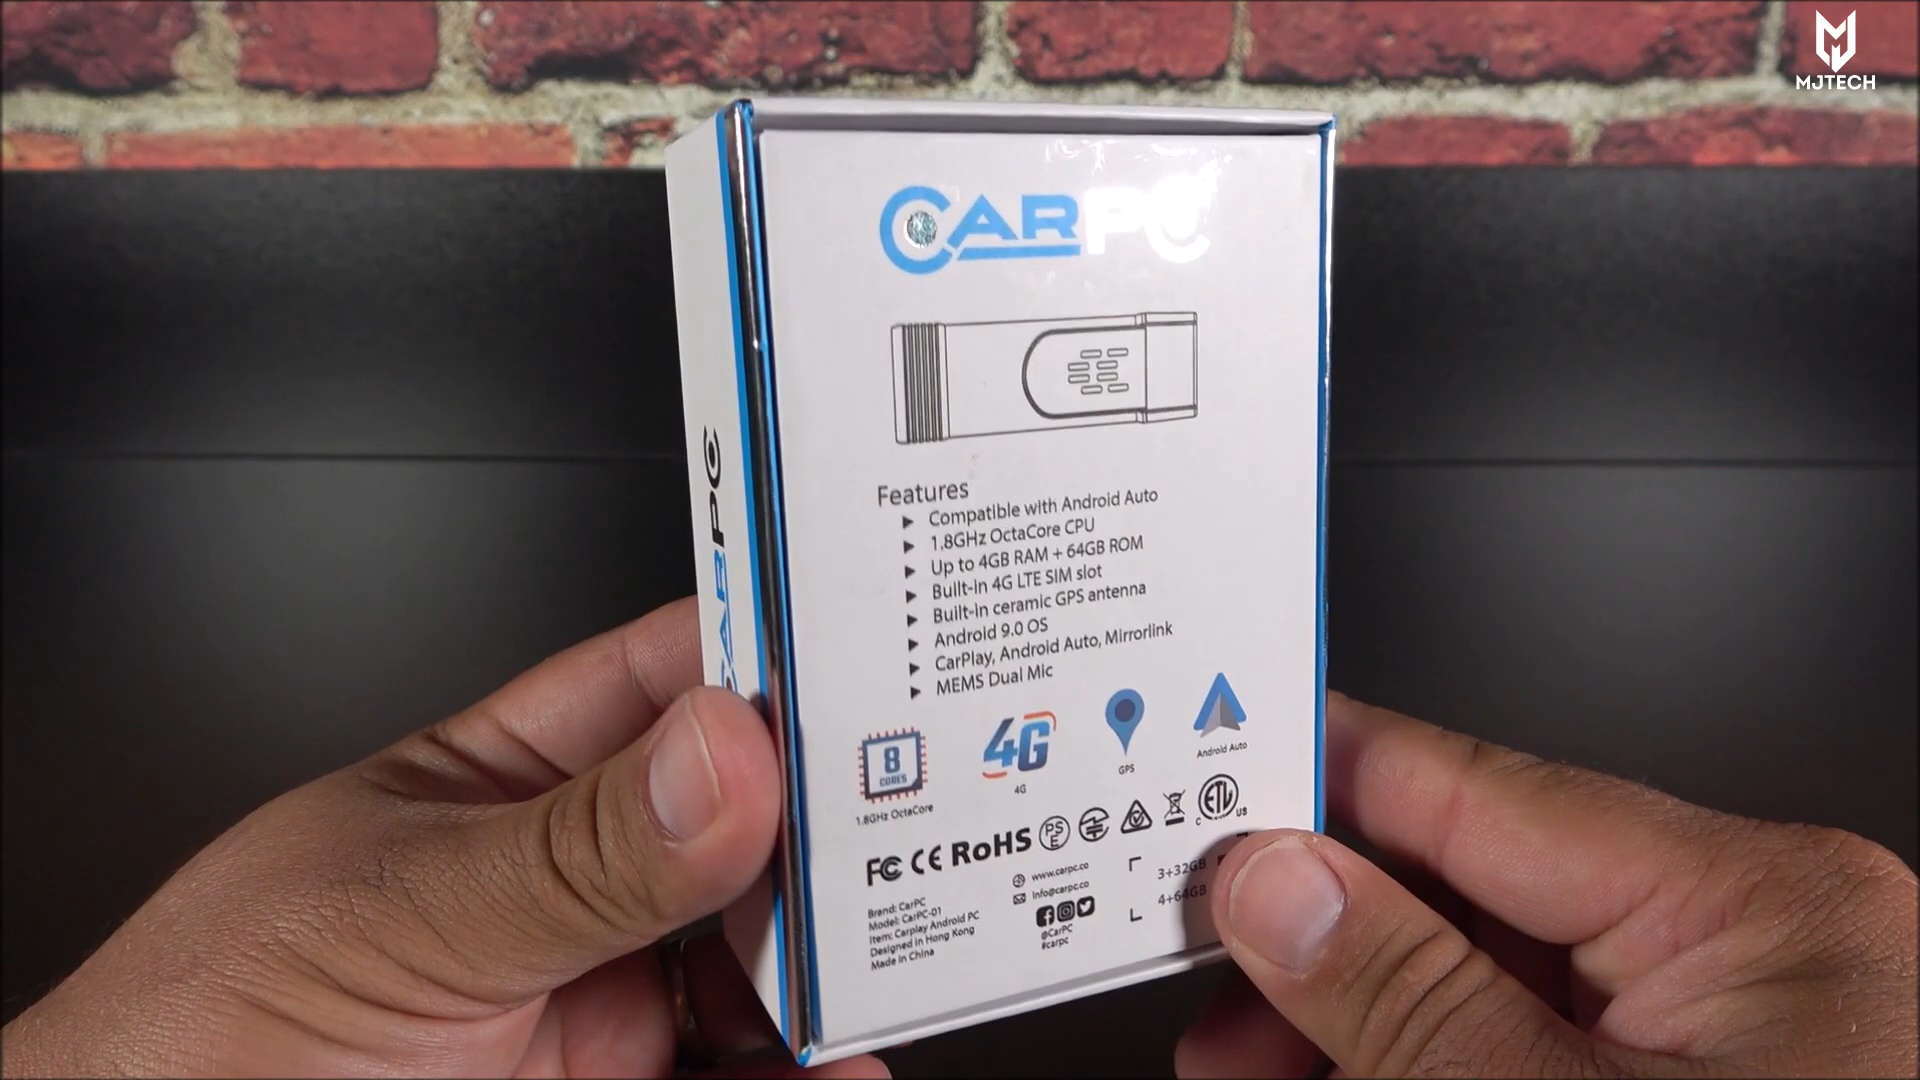 MJTECH
CARPC
CARPC
Features
Compatible with Android Auto
1.8GHz OctaCore CPU
Up to 4GB RAM + 64GB ROM
Built-in 4G LTE SIM slot
Built-in ceramic GPS antenna
Android 9.0 OS
CarPlay, Android Auto, Mirrorlink
MEMS Dual Mic
8
CORES
1.8GHz OctaCore
4G
4G
GPS
Android Auto
FC CE RoHS PSE
C ETL US
www.carpc.co
Info@carpc.co
@CarPC
#carpc
3+32GB
4+64GB
Brand: CarPC
Model: CarPC-01
Item: Carplay Android PC
Designed in Hong Kong
Made in China